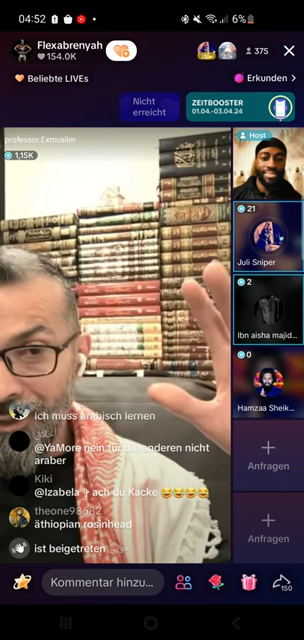 04:52
6%
Flexabrenyah
154.0K
375
Beliebte LIVEs
Erkunden >
Nicht
erreicht
ZEITBOOSTER
01.04.-03.04.24
professor.Exmuslim
1,15K
Host
21
Juli Sniper
2
Ibn aisha majid...
0
Hamzaa Sheik...
ich muss arabisch lernen
@YaMore nein für die anderen nicht
araber
Anfragen
Kiki
@Izabela ach du Kacke 😂😂😂😂
theone98682
äthiopian rosinhead
ist beigetreten
Anfragen
Kommentar hinzu...
150